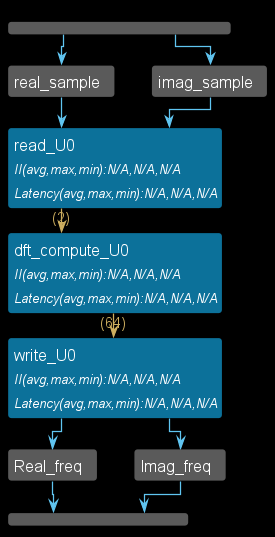 real_sample
imag_sample
read_U0
II(avg,max,min):N/A,N/A,N/A
Latency(avg,max,min):N/A,N/A,N/A
(2)
dft_compute_U0
II(avg,max,min):N/A,N/A,N/A
Latency(avg,max,min):N/A,N/A,N/A
(64)
write_U0
II(avg,max,min):N/A,N/A,N/A
Latency(avg,max,min):N/A,N/A,N/A
Real_freq
Imag_freq